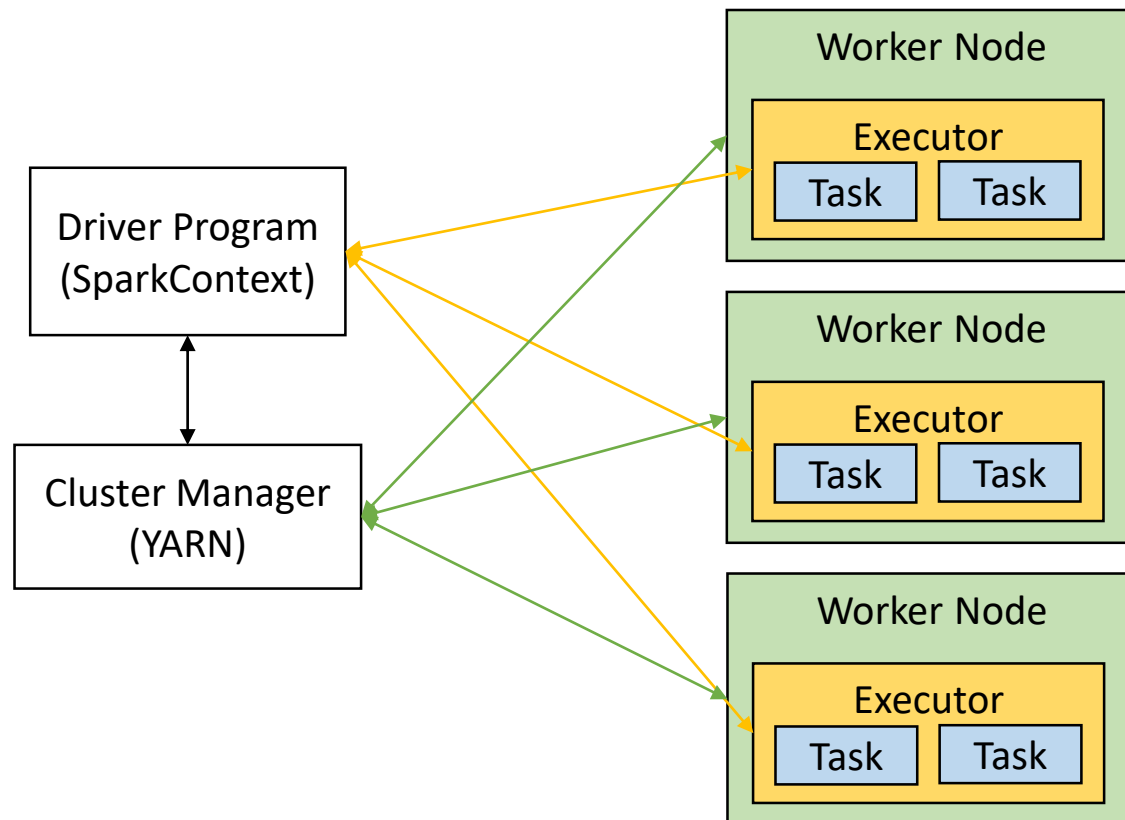 Driver Program
(SparkContext)
Cluster Manager
(YARN)
Worker Node
Executor
Task Task
Worker Node
Executor
Task Task
Worker Node
Executor
Task Task